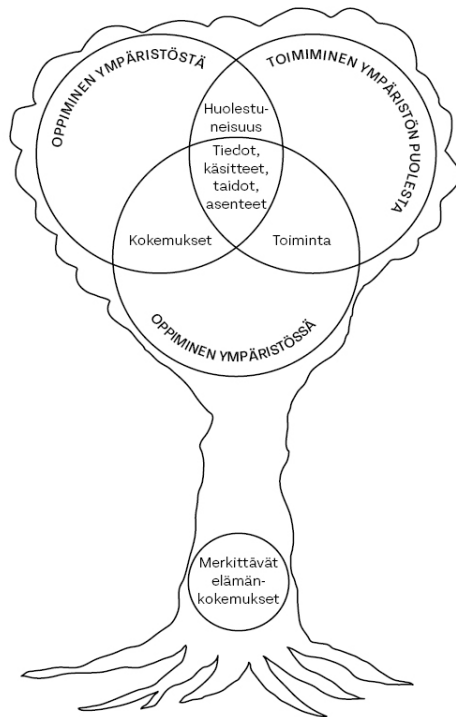 OPPIMINEN YMPÄRISTÖSTÄ
TOIMIMINEN YMPÄRISTÖN PUOLESTA
Huolestu-
neisuus
Tiedot,
käsitteet,
taidot,
asenteet
Kokemukset
Toiminta
OPPIMINEN YMPÄRISTÖSSÄ
Merkittävät
elämän-
kokemukset